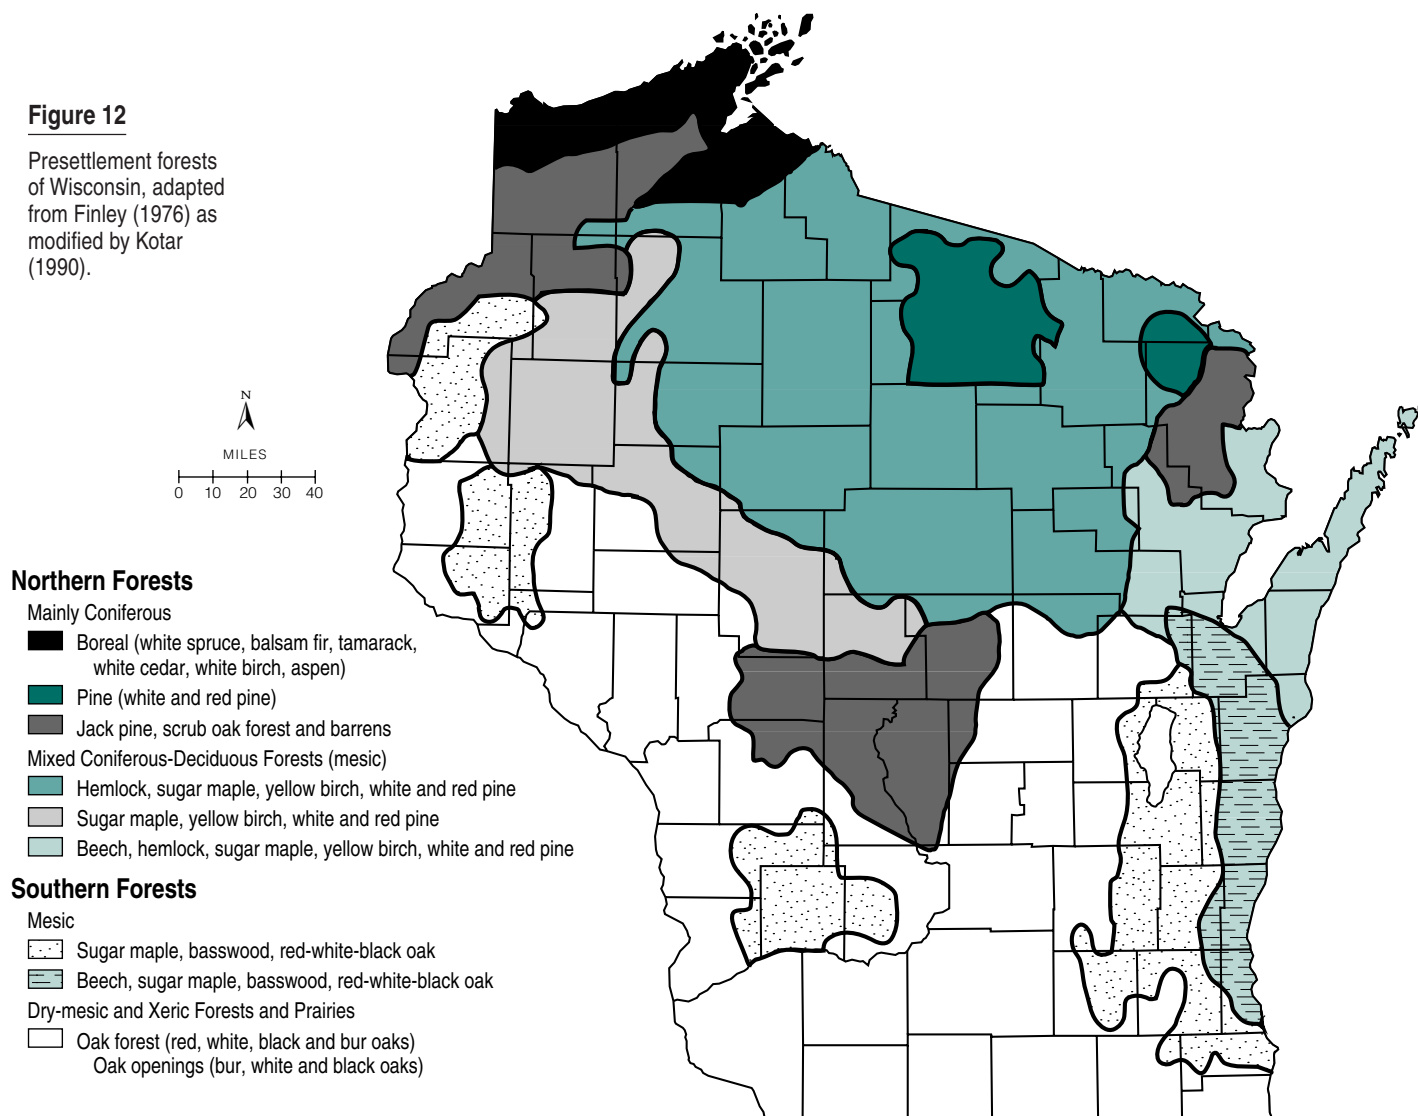 Figure 12
Presettlement forests
of Wisconsin, adapted
from Finley (1976) as
modified by Kotar
(1990).
N
MILES
0 10 20 30 40
Northern Forests
Mainly Coniferous
Boreal (white spruce, balsam fir, tamarack,
white cedar, white birch, aspen)
Pine (white and red pine)
Jack pine, scrub oak forest and barrens
Mixed Coniferous-Deciduous Forests (mesic)
Hemlock, sugar maple, yellow birch, white and red pine
Sugar maple, yellow birch, white and red pine
Beech, hemlock, sugar maple, yellow birch, white and red pine
Southern Forests
Mesic
Sugar maple, basswood, red-white-black oak
Beech, sugar maple, basswood, red-white-black oak
Dry-mesic and Xeric Forests and Prairies
Oak forest (red, white, black and bur oaks)
Oak openings (bur, white and black oaks)